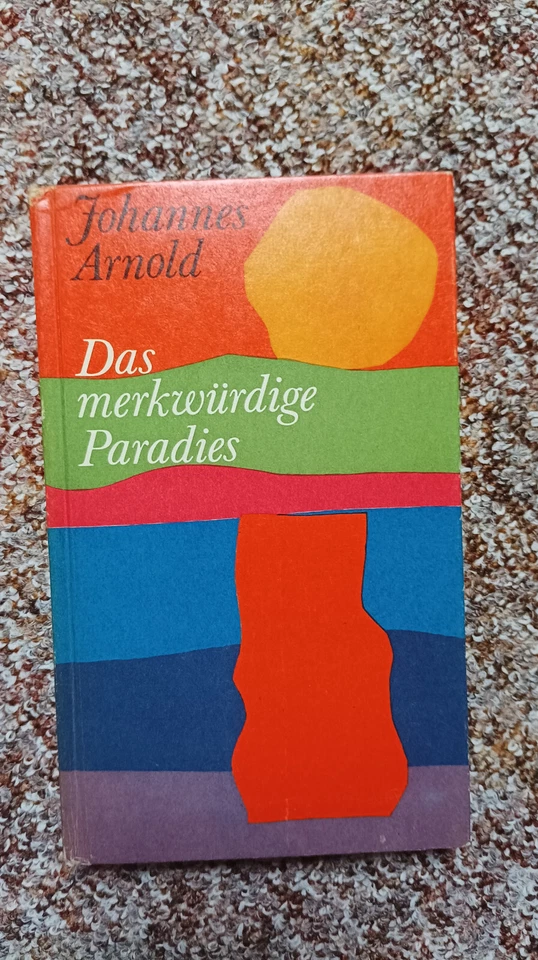 Johannes
Arnold
Das
merkwürdige
Paradies